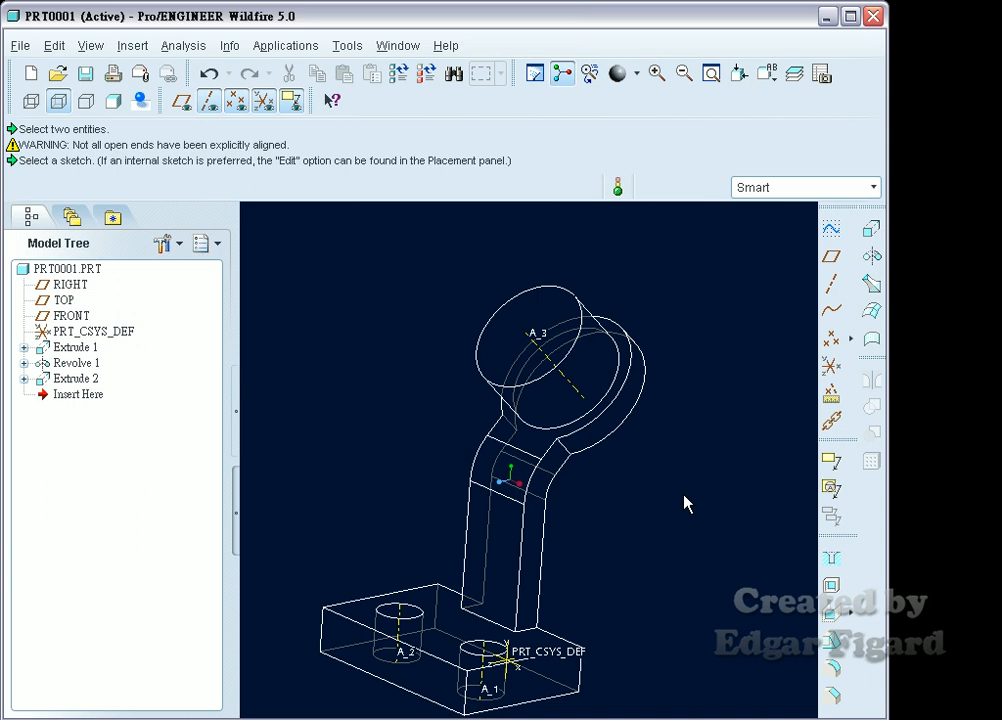 PRT0001 (Active) - Pro/ENGINEER Wildfire 5.0
File Edit View Insert Analysis Info Applications Tools Window Help
Select two entities.
WARNING: Not all open ends have been explicitly aligned.
Select a sketch. (If an internal sketch is preferred, the "Edit" option can be found in the Placement panel.)
Smart
Model Tree
PRT0001.PRT
RIGHT
TOP
FRONT
PRT_CSYS_DEF
Extrude 1
Revolve 1
Extrude 2
Insert Here
A_3
A_2
PRT_CSYS_DEF
A_1
Created by
Edgar Figard